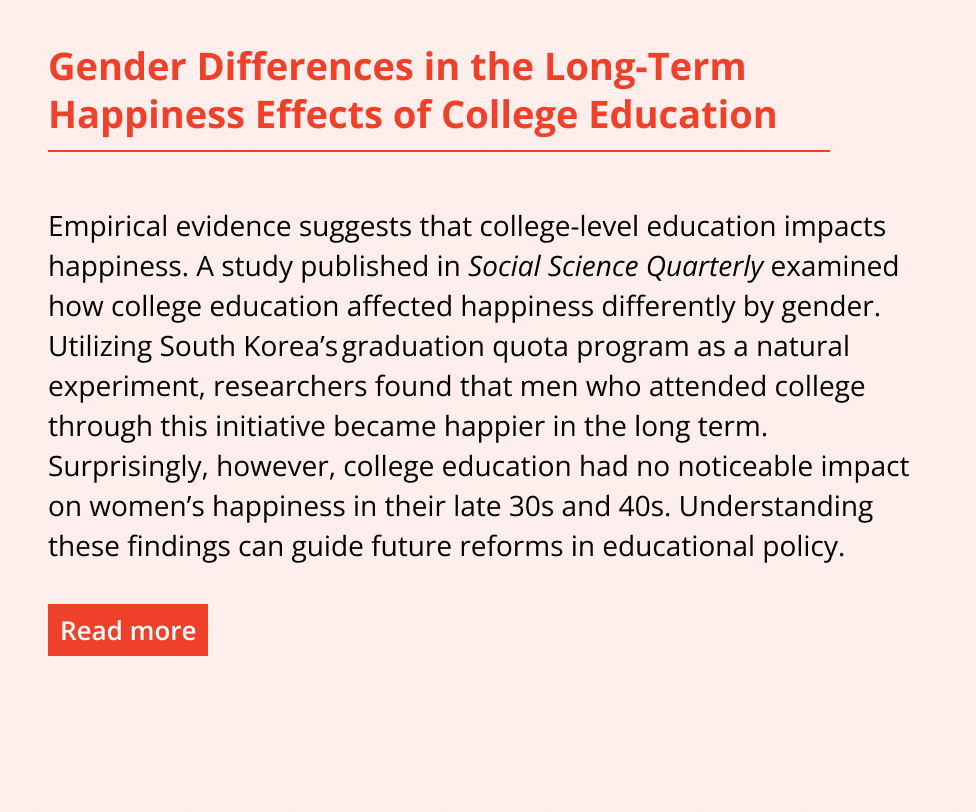 Gender Differences in the Long-Term
Happiness Effects of College Education
Empirical evidence suggests that college-level education impacts
happiness. A study published in Social Science Quarterly examined
how college education affected happiness differently by gender.
Utilizing South Korea’s graduation quota program as a natural
experiment, researchers found that men who attended college
through this initiative became happier in the long term.
Surprisingly, however, college education had no noticeable impact
on women’s happiness in their late 30s and 40s. Understanding
these findings can guide future reforms in educational policy.
Read more